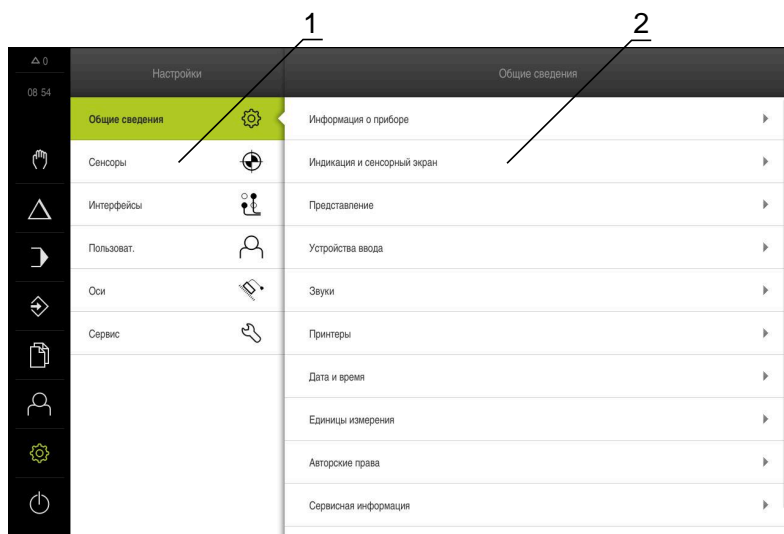 1
2
0
08 54
Настройки
Общие сведения
Общие сведения
Сенсоры
Интерфейсы
Пользоват.
Оси
Сервис
Информация о приборе
Индикация и сенсорный экран
Представление
Устройства ввода
Звуки
Принтеры
Дата и время
Единицы измерения
Авторские права
Сервисная информация